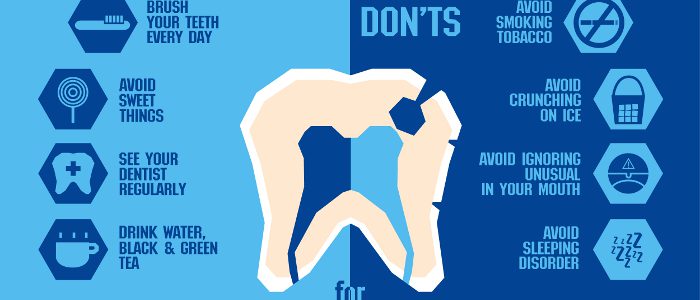 BRUSH
YOUR TEETH
EVERY DAY
AVOID
SWEET
THINGS
SEE YOUR
DENTIST
REGULARLY
DRINK WATER,
BLACK & GREEN
TEA
DON'TS
AVOID
SMOKING
TOBACCO
AVOID
CRUNCHING
ON ICE
AVOID IGNORING
UNUSUAL
IN YOUR MOUTH
AVOID
SLEEPING
DISORDER
z z z Z Z
Z Z z z z
Z z
for